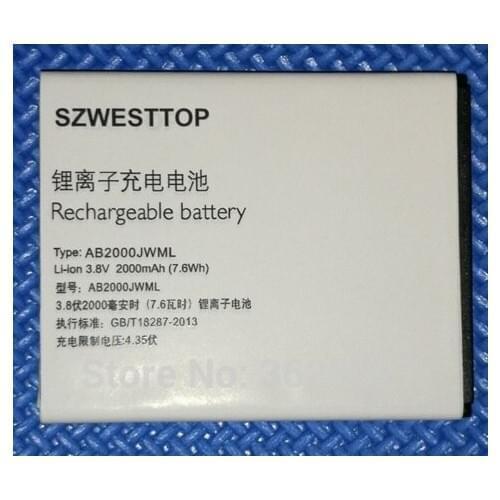 SZWESTTOP
锂离子充电电池
Rechargeable battery
Type: AB2000JWML
Li-ion 3.8V 2000mAh (7.6Wh)
型号: AB2000JWML
3.8伏2000毫安时 (7.6瓦时) 锂离子电池
执行标准: GB/T18287-2013
充电限制电压:4.35伏
Store No: